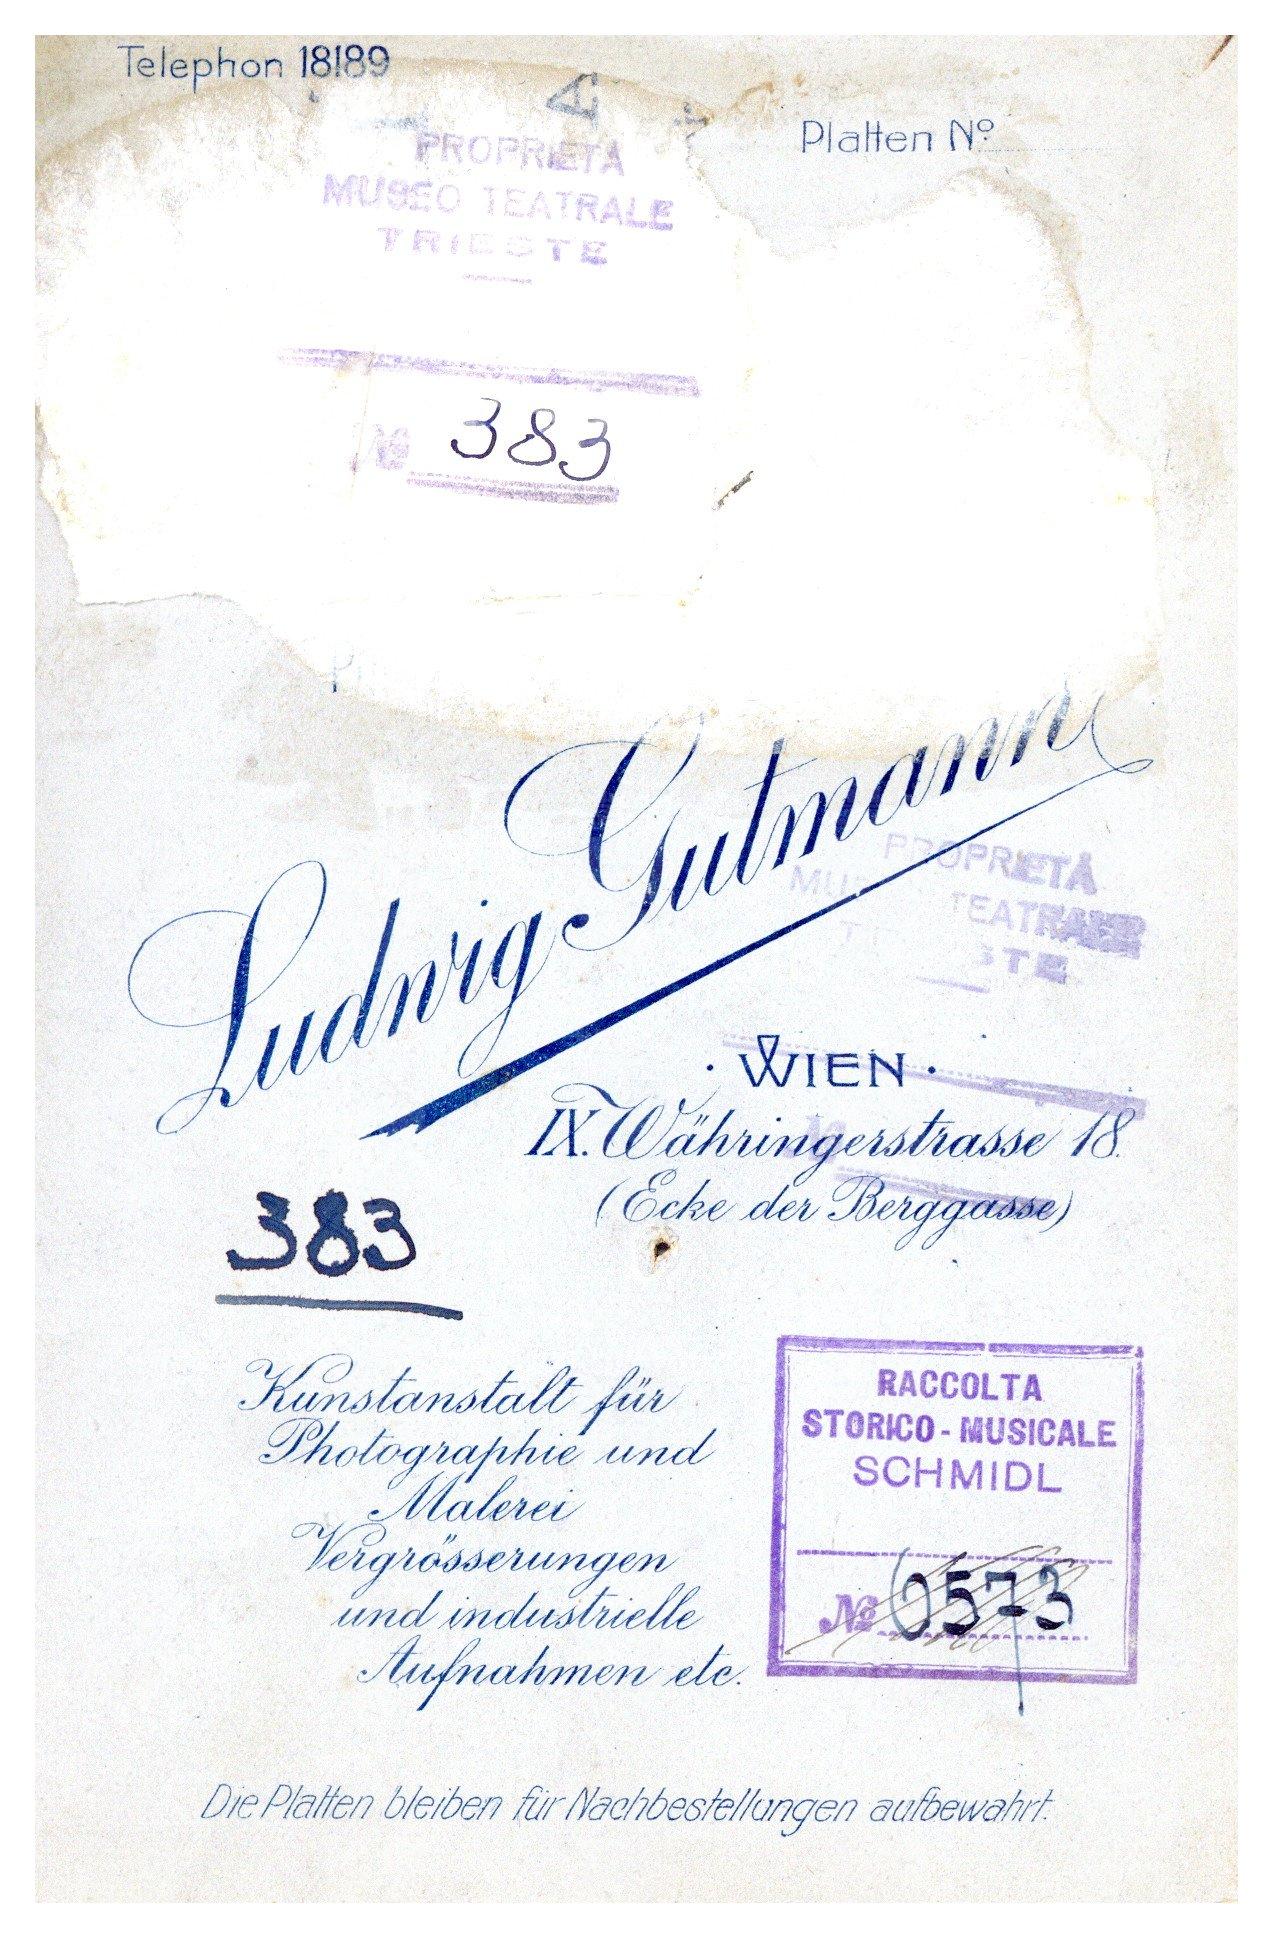 Telephon 18189
Platten Nº
PROPRIETÀ
MUSEO TEATRALE
TRIESTE
Nº 383
Ludwig Gutmann
PROPRIETÀ
TEATRALE
· WIEN ·
IX. Währingerstrasse 18.
(Ecke der Berggasse)
383
Kunstanstalt für
Photographie und
Malerei
Vergrösserungen
und industrielle
Aufnahmen etc.
RACCOLTA
STORICO-MUSICALE
SCHMIDL
Nº 0573
Die Platten bleiben für Nachbestellungen aufbewahrt.